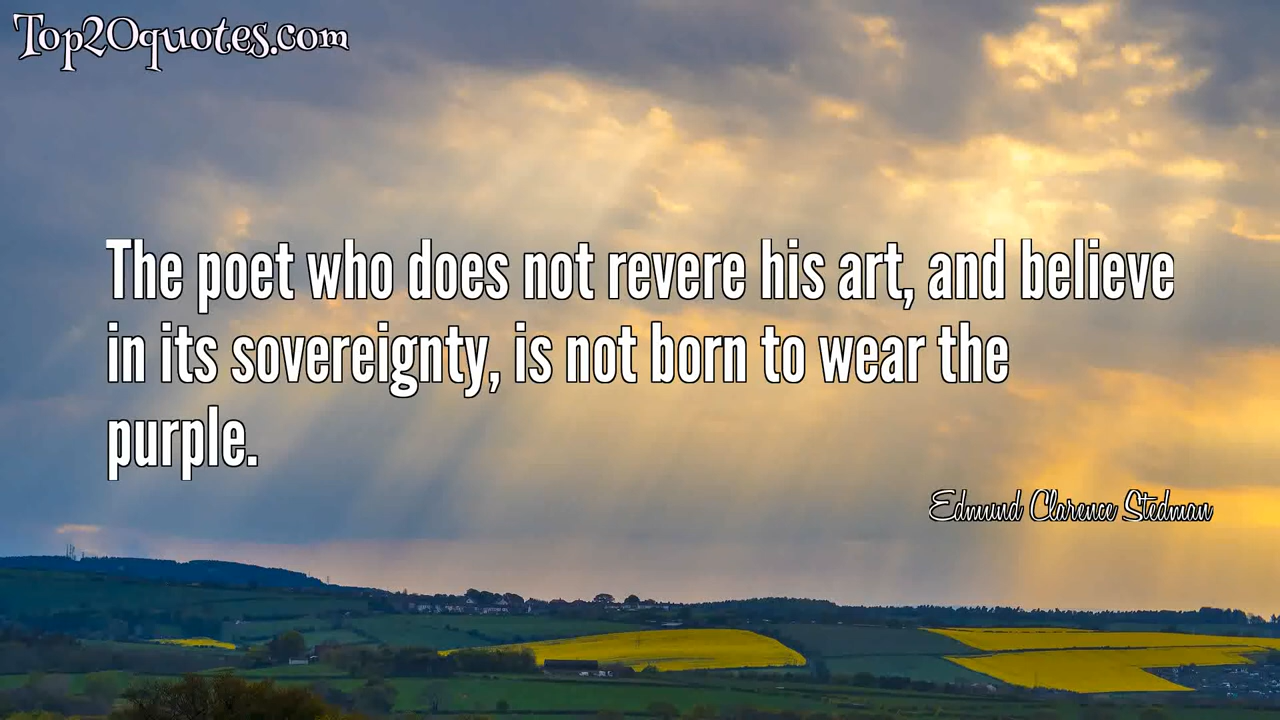 Top20quotes.com
The poet who does not revere his art, and believe
in its sovereignty, is not born to wear the
purple.
Edmund Clarence Stedman